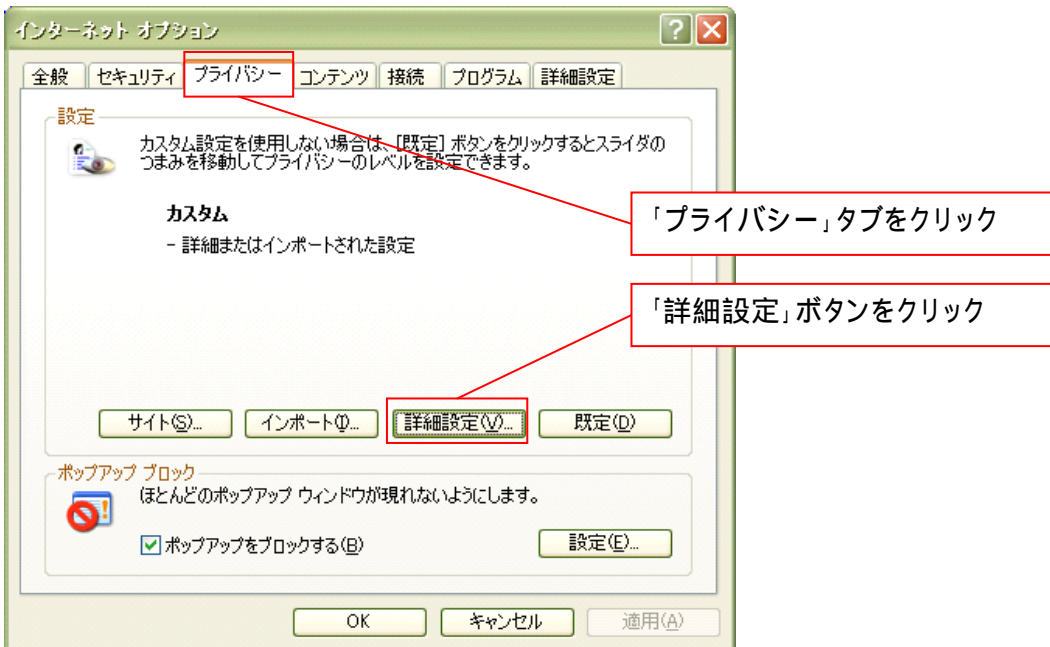 インターネット オプション
全般 セキュリティ プライバシー コンテンツ 接続 プログラム 詳細設定
設定
カスタム設定を使用しない場合は、[既定] ボタンをクリックするとスライダの
つまみを移動してプライバシーのレベルを設定できます。
カスタム
- 詳細またはインポートされた設定
「プライバシー」タブをクリック
「詳細設定」ボタンをクリック
サイト(S)... インポート(I)... 詳細設定(V)... 既定(D)
ポップアップ ブロック
ほとんどのポップアップ ウィンドウが現れないようにします。
ポップアップをブロックする(B) 設定(E)...
OK キャンセル 適用(A)